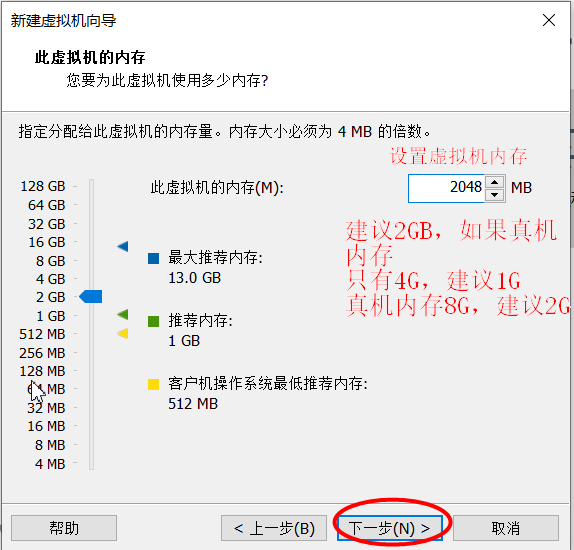 新建虚拟机向导
此虚拟机的内存
您要为此虚拟机使用多少内存?
指定分配给此虚拟机的内存量。内存大小必须为 4 MB 的倍数。
设置虚拟机内存
128 GB
64 GB
32 GB
16 GB
8 GB
4 GB
2 GB
1 GB
512 MB
256 MB
128 MB
MB
32 MB
16 MB
8 MB
4 MB
此虚拟机的内存(M):
2048 MB
建议2GB，如果真机
内存
只有4G，建议1G
真机内存8G，建议2G
最大推荐内存:
13.0 GB
推荐内存:
1 GB
客户机操作系统最低推荐内存:
512 MB
帮助
< 上一步(B)
下一步(N) >
取消